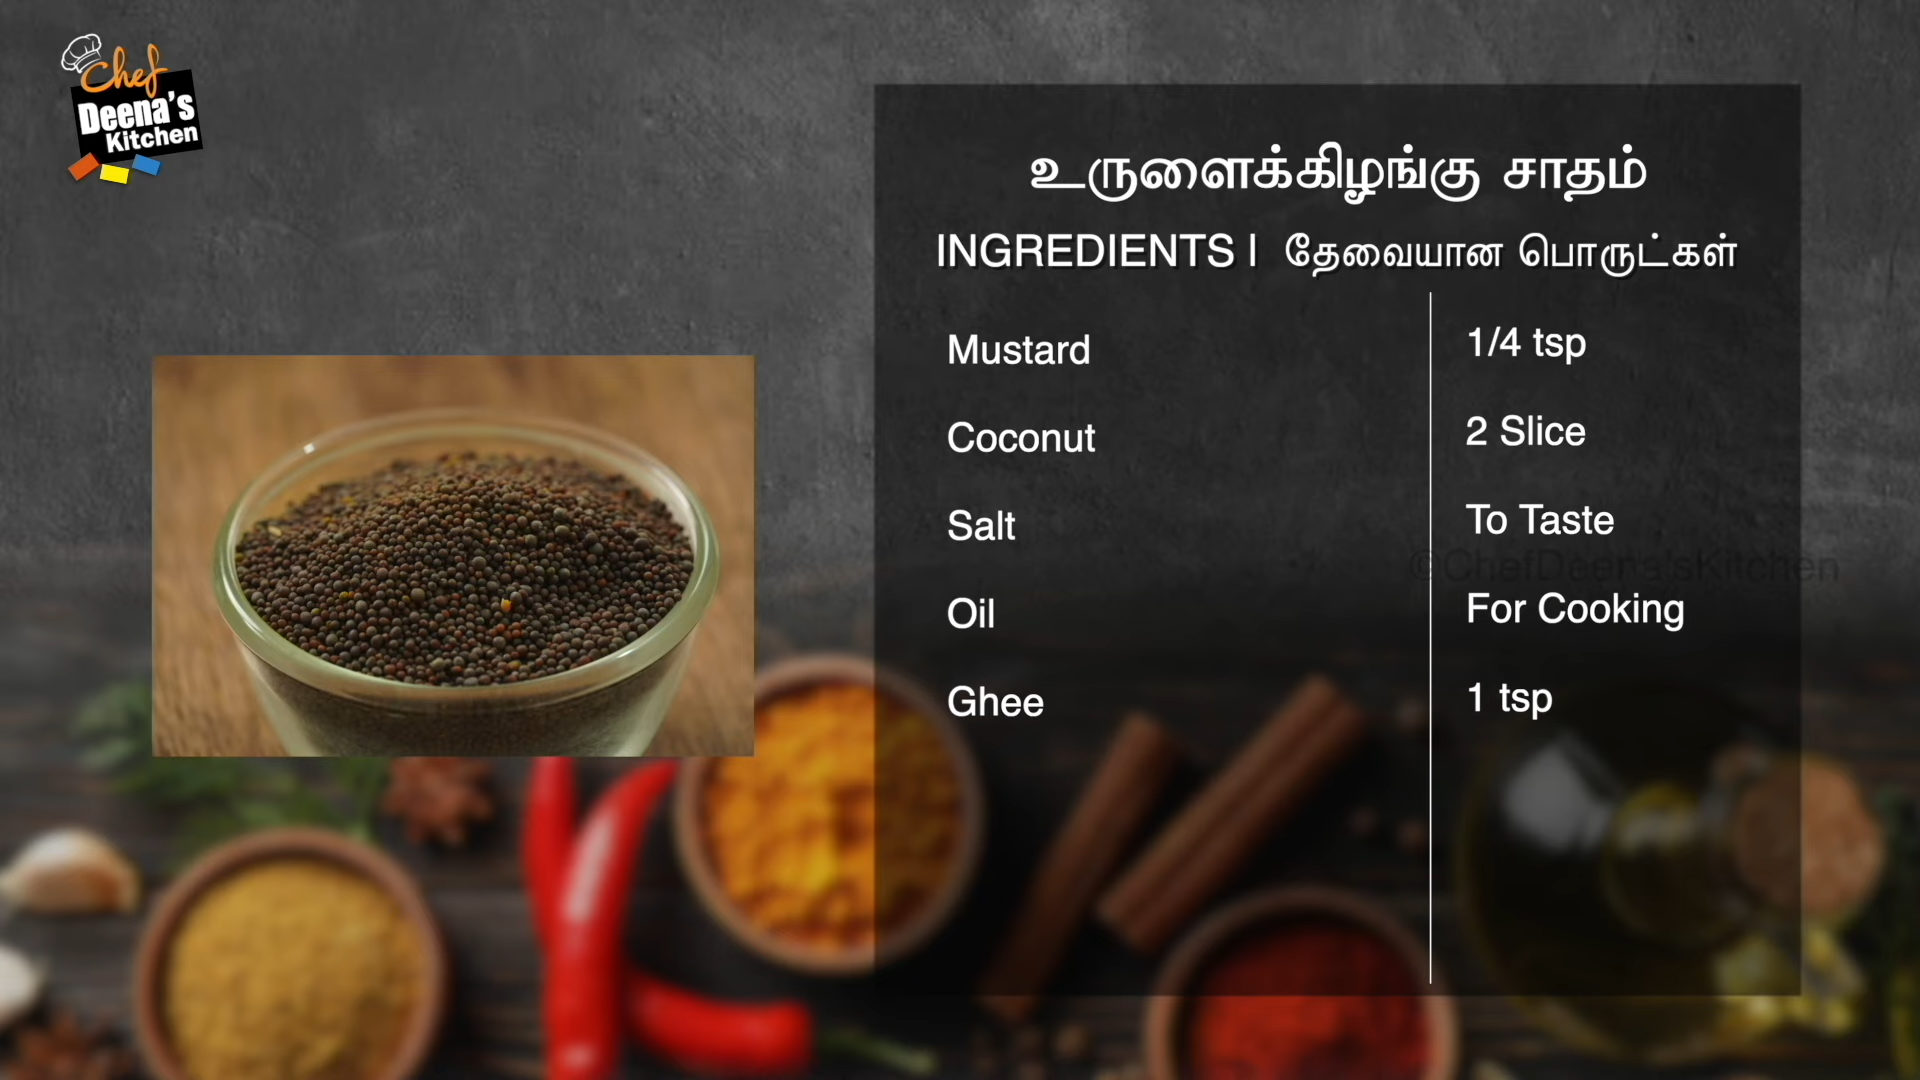 Chef
Deena's
Kitchen
உருளைக்கிழங்கு சாதம்
INGREDIENTS | தேவையான பொருட்கள்
Mustard 1/4 tsp
Coconut 2 Slice
Salt To Taste
©ChefDeena'sKitchen
Oil For Cooking
Ghee 1 tsp